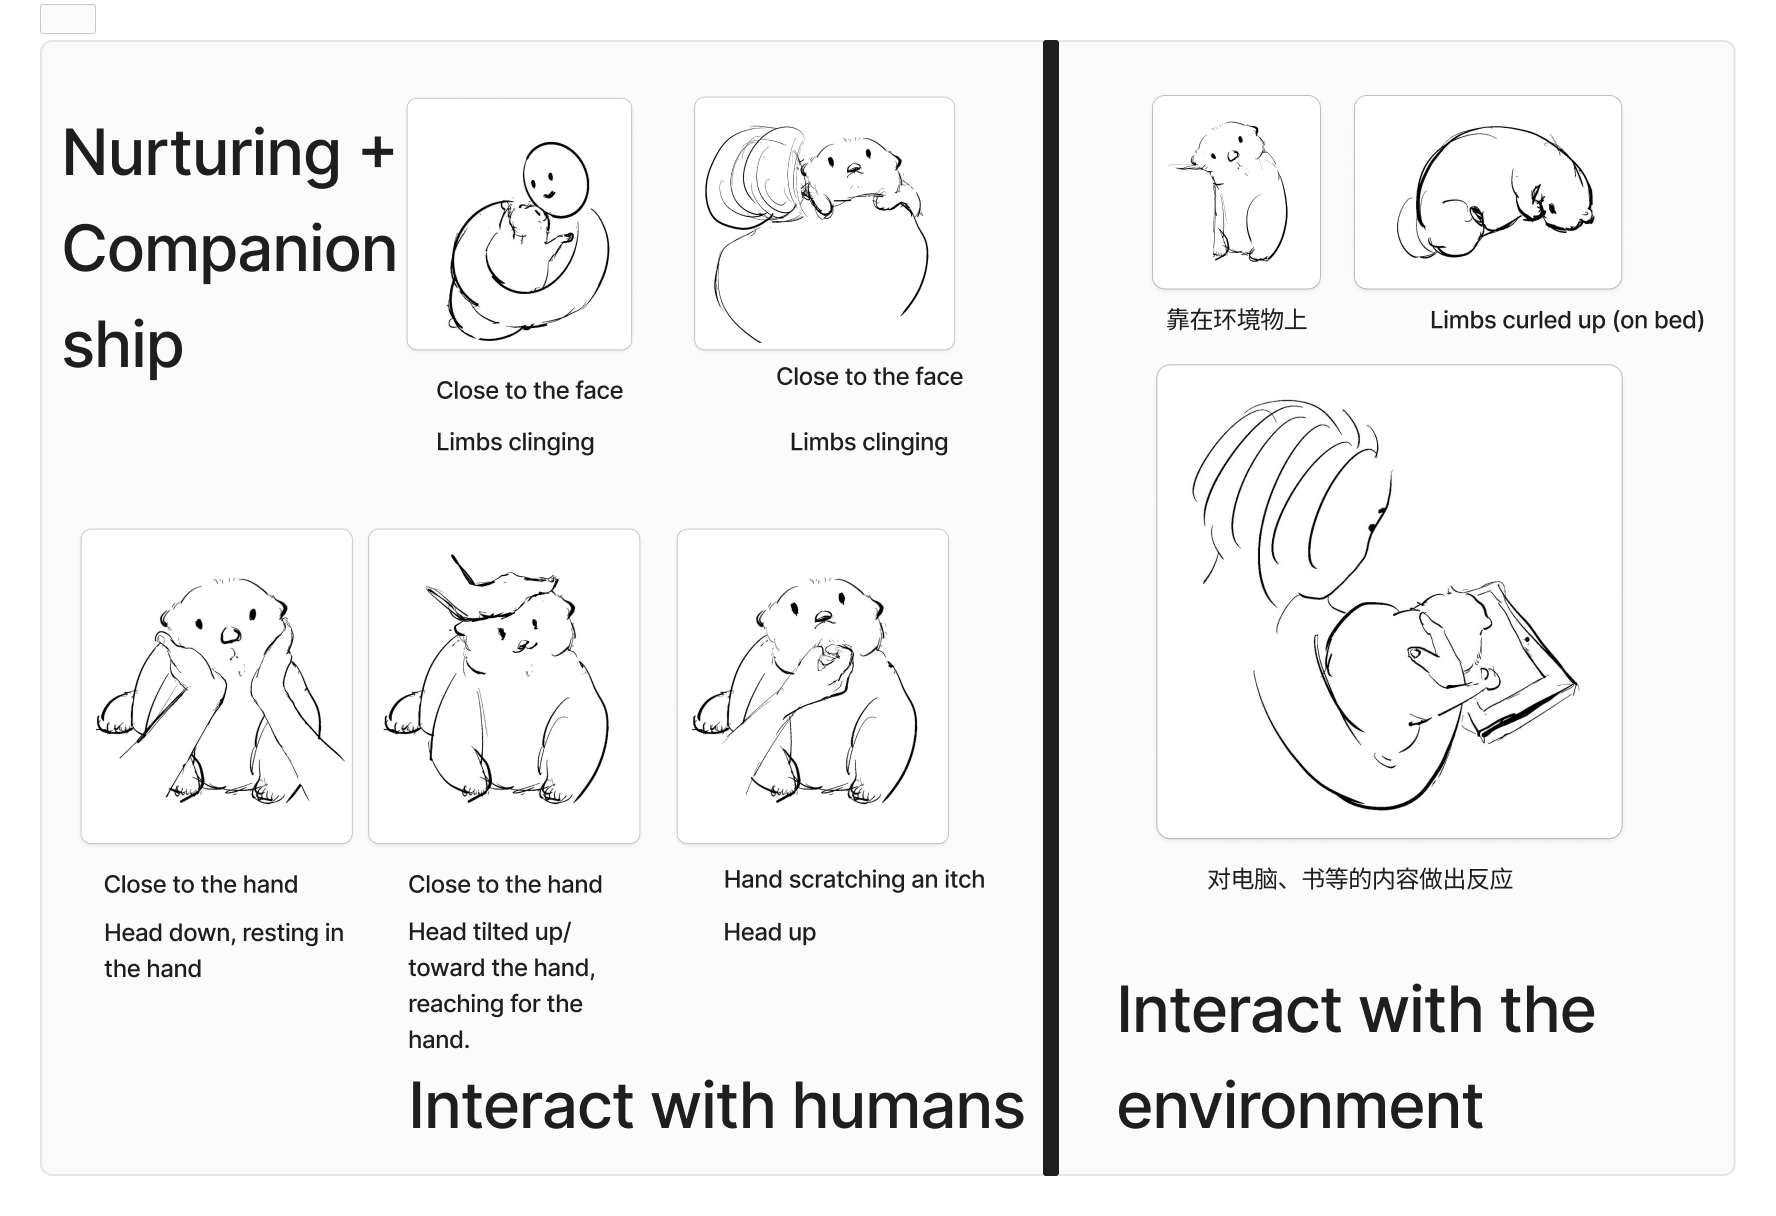 Nurturing +
Companion
ship
Close to the face
Limbs clinging
Close to the face
Limbs clinging
Close to the hand
Head down, resting in
the hand
Close to the hand
Head tilted up/
toward the hand,
reaching for the
hand.
Hand scratching an itch
Head up
Interact with humans
靠在环境物上
Limbs curled up (on bed)
对电脑、书等的内容做出反应
Interact with the
environment